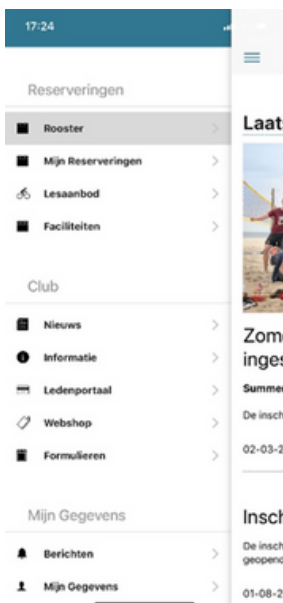 17:24
Reserveringen
Rooster
Mijn Reserveringen
Lesaanbod
Faciliteiten
Club
Nieuws
Informatie
Ledenportaal
Webshop
Formulieren
Mijn Gegevens
Berichten
Mijn Gegevens
Laats
Zome
inges
Summer
De insch
02-03-2
Insch
De insch
geopend
01-08-2